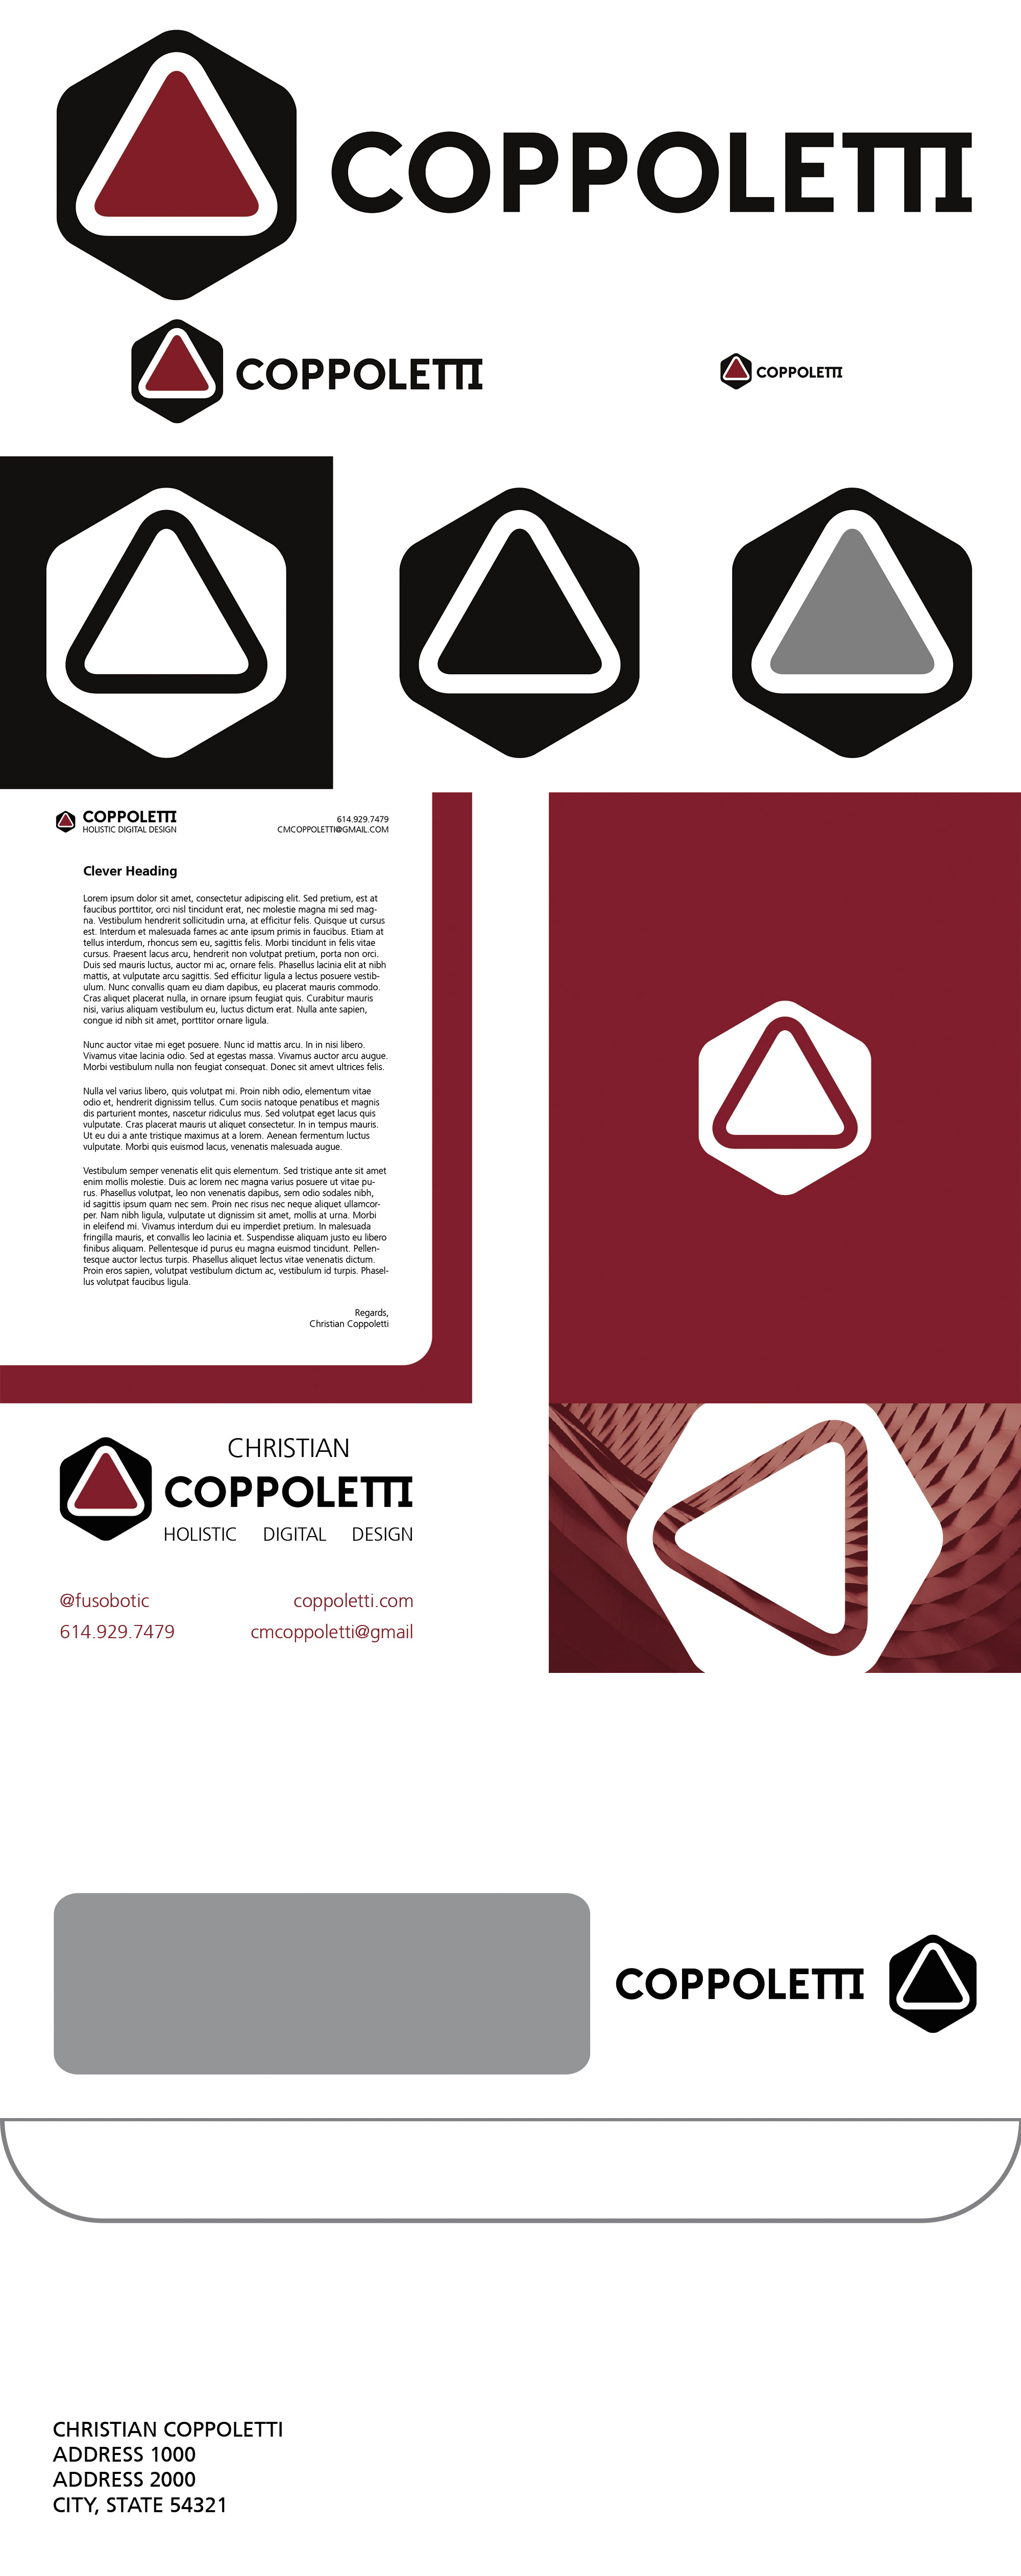 COPPOLETTI
COPPOLETTI
COPPOLETTI
COPPOLETTI
HOLISTIC DIGITAL DESIGN
614.929.7479
CMCOPPOLETTI@GMAIL.COM
Clever Heading
Lorem ipsum dolor sit amet, consectetur adipiscing elit. Sed pretium, est at
faucibus porttitor, orci nisl tincidunt erat, nec molestie magna mi sed mag-
na. Vestibulum hendrerit sollicitudin urna, at efficitur felis. Quisque ut cursus
est. Interdum et malesuada fames ac ante ipsum primis in faucibus. Etiam at
tellus interdum, rhoncus sem eu, sagittis felis. Morbi tincidunt in felis vitae
cursus. Praesent lacus arcu, hendrerit non volutpat pretium, porta non orci.
Duis sed mauris luctus, auctor mi ac, ornare felis. Phasellus lacinia elit at nibh
mattis, at vulputate arcu sagittis. Sed efficitur ligula a lectus posuere vestib-
ulum. Nunc convallis quam eu diam dapibus, eu placerat mauris commodo.
Cras aliquet placerat nulla, in ornare ipsum feugiat quis. Curabitur mauris
nisi, varius aliquam vestibulum eu, luctus dictum erat. Nulla ante sapien,
congue id nibh sit amet, porttitor ornare ligula.
Nunc auctor vitae mi eget posuere. Nunc id mattis arcu. In in nisi libero.
Vivamus vitae lacinia odio. Sed at egestas massa. Vivamus auctor arcu augue.
Morbi vestibulum nulla non feugiat consequat. Donec sit amevt ultrices felis.
Nulla vel varius libero, quis volutpat mi. Proin nibh odio, elementum vitae
odio et, hendrerit dignissim tellus. Cum sociis natoque penatibus et magnis
dis parturient montes, nascetur ridiculus mus. Sed volutpat eget lacus quis
vulputate. Cras placerat mauris ut aliquet consectetur. In in tempus mauris.
Ut eu dui a ante tristique maximus at a lorem. Aenean fermentum luctus
vulputate. Morbi quis euismod lacus, venenatis malesuada augue.
Vestibulum semper venenatis elit quis elementum. Sed tristique ante sit amet
enim mollis molestie. Duis ac lorem nec magna varius posuere ut vitae pu-
rus. Phasellus volutpat, leo non venenatis dapibus, sem odio sodales nibh,
id sagittis ipsum quam nec sem. Proin nec risus nec neque aliquet ullamcor-
per. Nam nibh ligula, vulputate ut dignissim sit amet, mollis at urna. Morbi
in eleifend mi. Vivamus interdum dui eu imperdiet pretium. In malesuada
fringilla mauris, et convallis leo lacinia et. Suspendisse aliquam justo eu libero
finibus aliquam. Pellentesque id purus eu magna euismod tincidunt. Pellen-
tesque auctor lectus turpis. Phasellus aliquet lectus vitae venenatis dictum.
Proin eros sapien, volutpat vestibulum dictum ac, vestibulum id turpis. Phasel-
lus volutpat faucibus ligula.
Regards,
Christian Coppoletti
CHRISTIAN
COPPOLETTI
HOLISTIC DIGITAL DESIGN
@fusobotic
coppoletti.com
614.929.7479
cmcoppoletti@gmail
COPPOLETTI
CHRISTIAN COPPOLETTI
ADDRESS 1000
ADDRESS 2000
CITY, STATE 54321